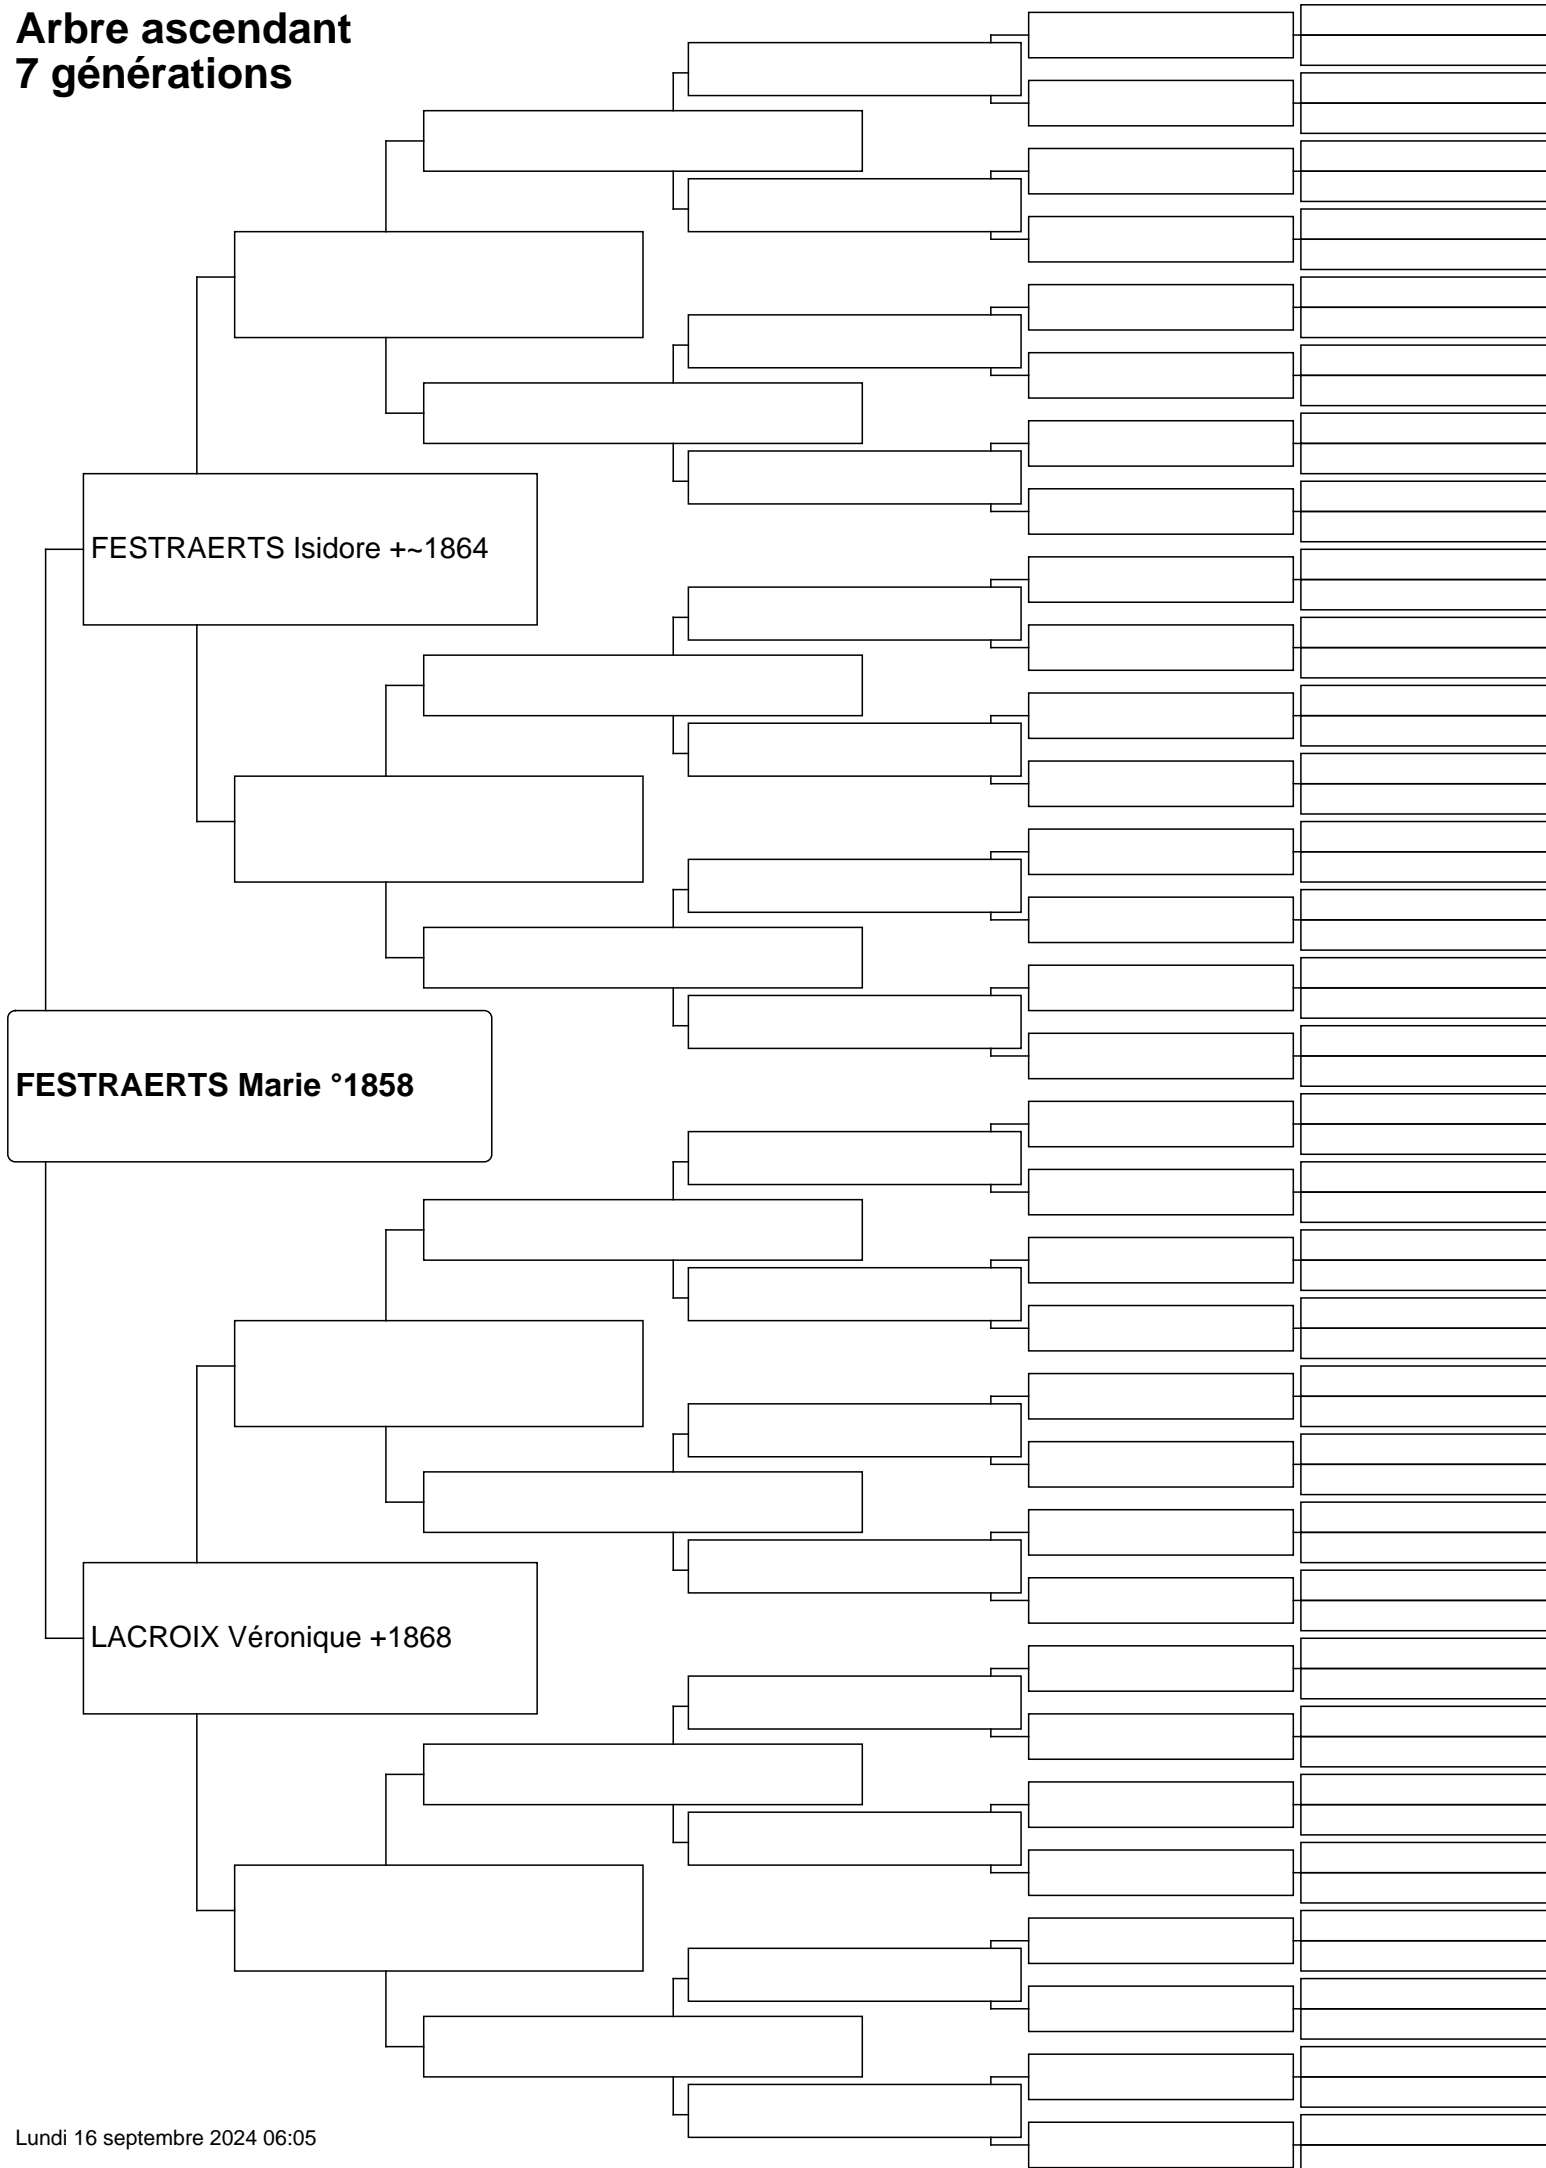 Arbre ascendant
7 générations
FESTRAERTS Isidore +~1864
FESTRAERTS Marie °1858
LACROIX Véronique +1868
Lundi 16 septembre 2024 06:05